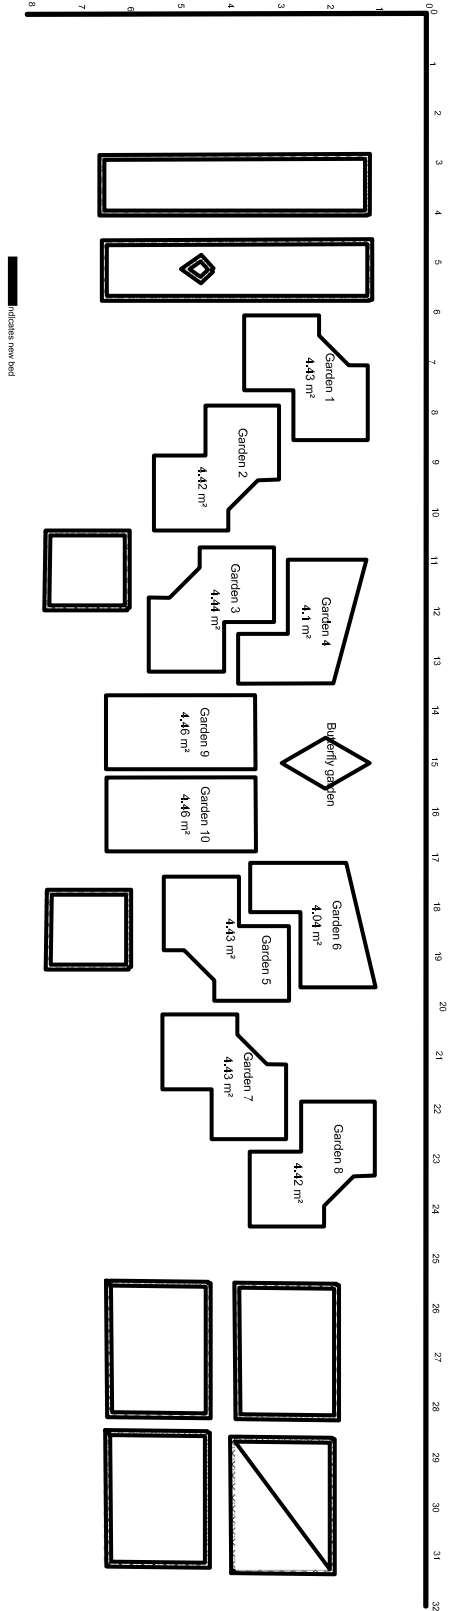 8
7
6
5
4
3
2
1
0
0
1
2
3
4
5
6
7
8
9
10
11
12
13
14
15
16
17
18
19
20
21
22
23
24
25
26
27
28
29
30
31
32
ndicates new bed
Garden 1
4.43 m²
Garden 2
4.42 m²
Garden 3
4.44 m²
Garden 4
4.1 m²
Garden 9
4.46 m²
Butterfly garden
Garden 10
4.46 m²
Garden 6
4.04 m²
Garden 5
4.43 m²
Garden 7
4.43 m²
Garden 8
4.42 m²